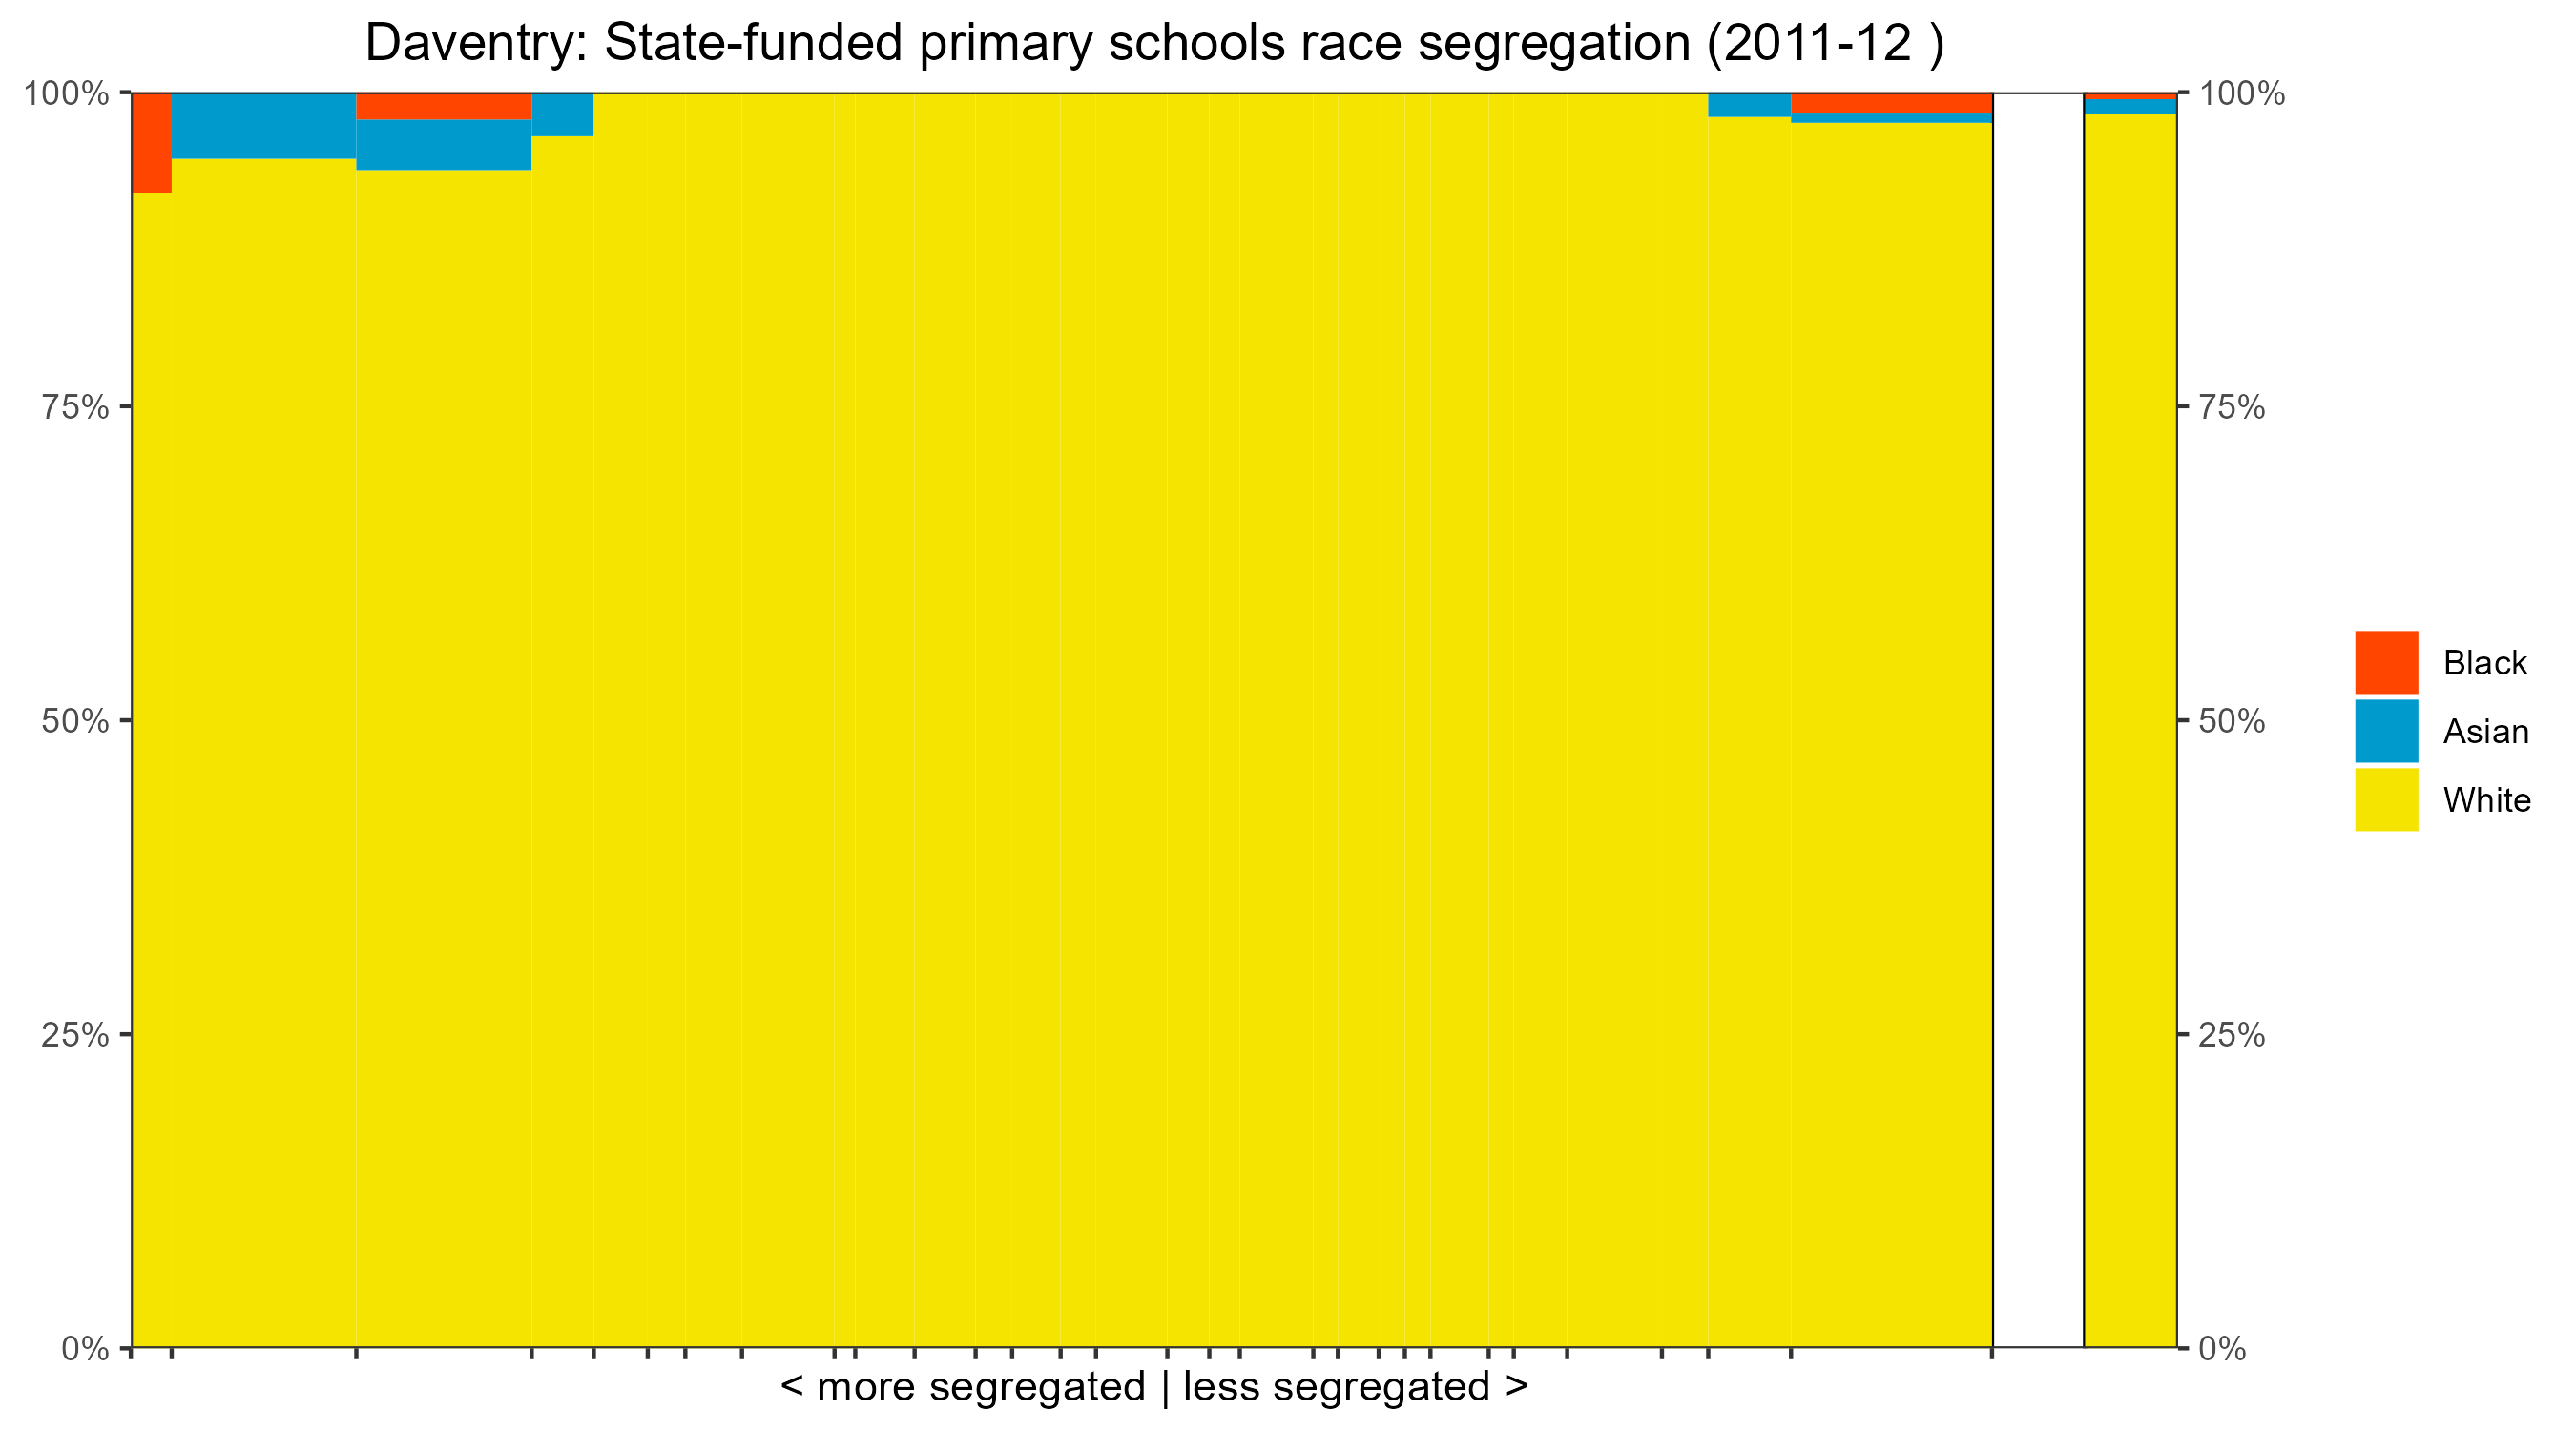 Daventry: State-funded primary schools race segregation (2011-12 )
100%
75%
50%
25%
0%
100%
75%
50%
25%
0%
Black
Asian
White
< more segregated | less segregated >